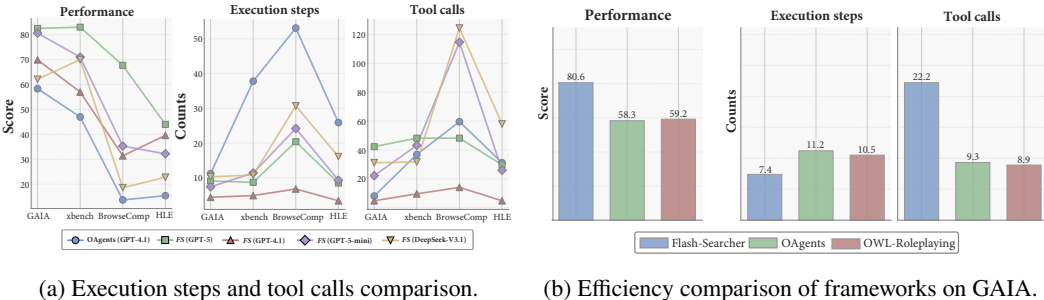 Performance
Execution steps
Tool calls
Score
80
70
60
50
40
30
20
GAIA
xbench
BrowseComp
HLE
Counts
50
40
30
20
10
GAIA
xbench
BrowseComp
HLE
120
100
80
60
40
20
GAIA
xbench
BrowseComp
HLE
OAgents (GPT-4.1)
FS (GPT-5)
FS (GPT-4.1)
FS (GPT-5-mini)
FS (DeepSeek-V3.1)
(a) Execution steps and tool calls comparison.
Performance
Execution steps
Tool calls
Score
80.6
58.3
59.2
Counts
7.4
11.2
10.5
22.2
9.3
8.9
Flash-Searcher
OAgents
OWL-Roleplaying
(b) Efficiency comparison of frameworks on GAIA.